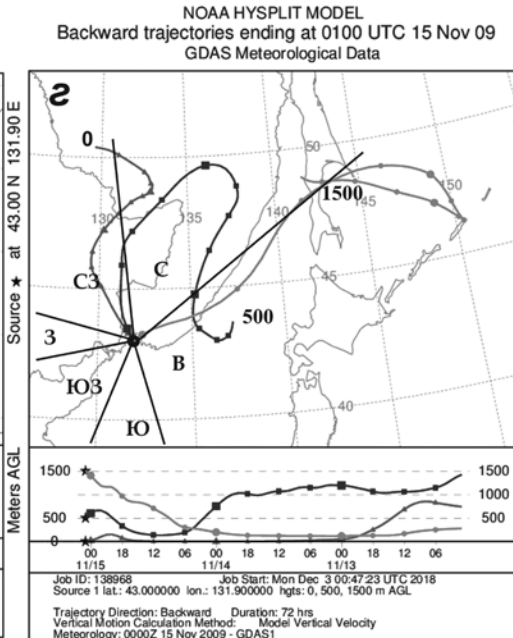 NOAA HYSPLIT MODEL
Backward trajectories ending at 0100 UTC 15 Nov 09
GDAS Meteorological Data
Source ★ at 43.00 N 131.90 E
г
0
50
1500
150
130
135
140
145
СЗ
С
45
500
З
В
ЮЗ
Ю
40
Meters AGL
1500
1500
1000
500
500
0
00 18 12 06 00 18 12 06 00 18 12 06
11/15 11/14 11/13
Job ID: 138968 Job Start: Mon Dec 3 00:47:23 UTC 2018
Source 1 lat.: 43.000000 lon.: 131.900000 hgts: 0, 500, 1500 m AGL
Trajectory Direction: Backward Duration: 72 hrs
Vertical Motion Calculation Method: Model Vertical Velocity
Meteorology: 0000Z 15 Nov 2009 - GDAS1